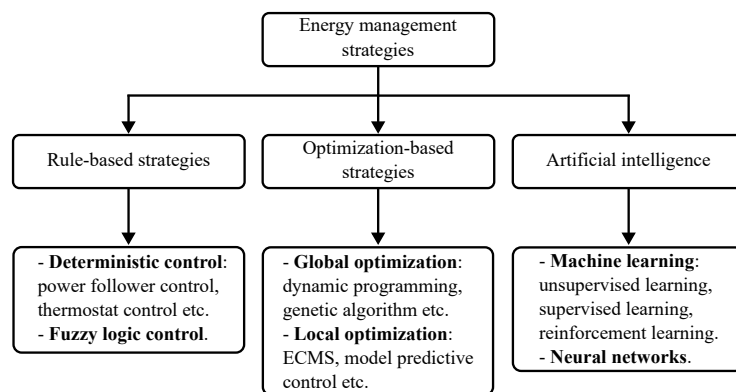 Energy management
strategies
Rule-based strategies
Optimization-based
strategies
Artificial intelligence
- Deterministic control:
power follower control,
thermostat control etc.
- Fuzzy logic control.
- Global optimization:
dynamic programming,
genetic algorithm etc.
- Local optimization:
ECMS, model predictive
control etc.
- Machine learning:
unsupervised learning,
supervised learning,
reinforcement learning.
- Neural networks.